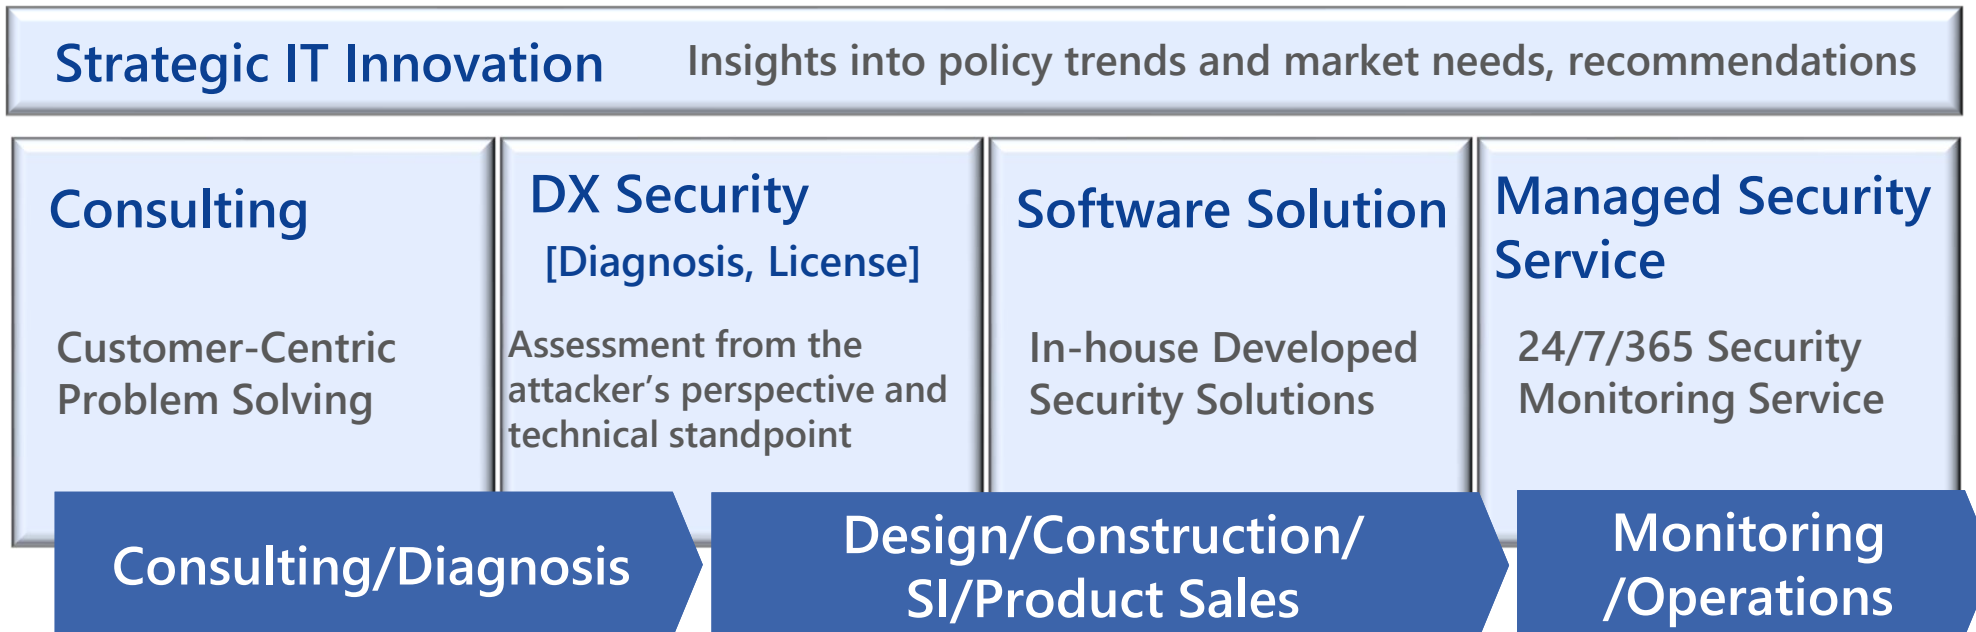 Strategic IT Innovation
Insights into policy trends and market needs, recommendations
Consulting
Customer-Centric
Problem Solving
DX Security
[Diagnosis, License]
Assessment from the
attacker’s perspective and
technical standpoint
Software Solution
In-house Developed
Security Solutions
Managed Security
Service
24/7/365 Security
Monitoring Service
Consulting/Diagnosis
Design/Construction/
SI/Product Sales
Monitoring
/Operations